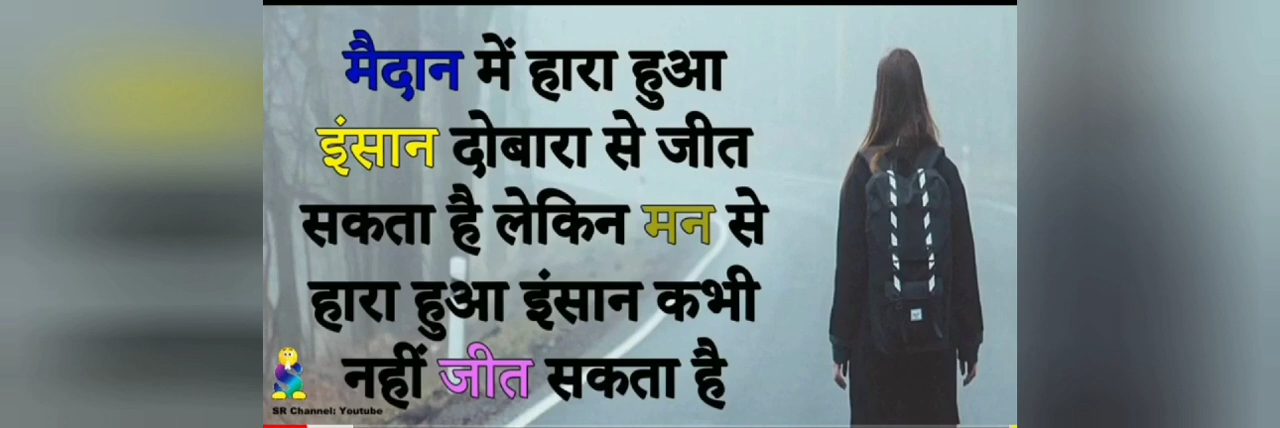 मैदान में हारा हुआ
इंसान दोबारा से जीत
सकता है लेकिन मन से
हारा हुआ इंसान कभी
नहीं जीत सकता है
SR Channel: Youtube